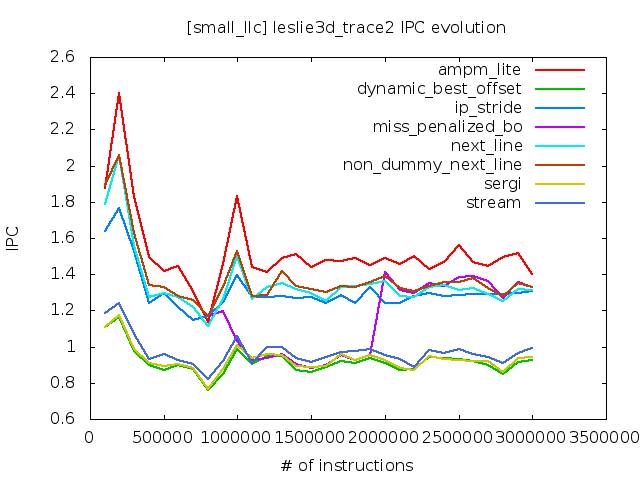 [small_llc] leslie3d_trace2 IPC evolution
2.6
2.4
2.2
2
1.8
1.6
1.4
1.2
1
0.8
0.6
IPC
ampm_lite
dynamic_best_offset
ip_stride
miss_penalized_bo
next_line
non_dummy_next_line
sergi
stream
0 500000 1000000 1500000 2000000 2500000 3000000 3500000
# of instructions